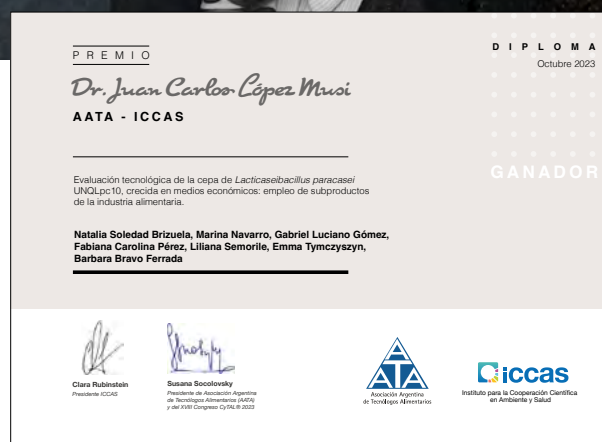 PREMIO
Dr. Juan Carlos López Musi
AATA - ICCAS
DIPLOMA
Octubre 2023
GANADOR
Evaluación tecnológica de la cepa de Lacticaseibacillus paracasei
UNQLpc10, crecida en medios económicos: empleo de subproductos
de la industria alimentaria.
Natalia Soledad Brizuela, Marina Navarro, Gabriel Luciano Gómez,
Fabiana Carolina Pérez, Liliana Semorile, Emma Tymczyszyn,
Barbara Bravo Ferrada
Clara Rubinstein
Presidente ICCAS
Susana Socolovsky
Presidente de Asociación Argentina
de Tecnólogos Alimentarios (AATA)
y del XVIII Congreso CyTAL® 2023
AATA
Asociación Argentina
de Tecnólogos Alimentarios
iccas
Instituto para la Cooperación Científica
en Ambiente y Salud